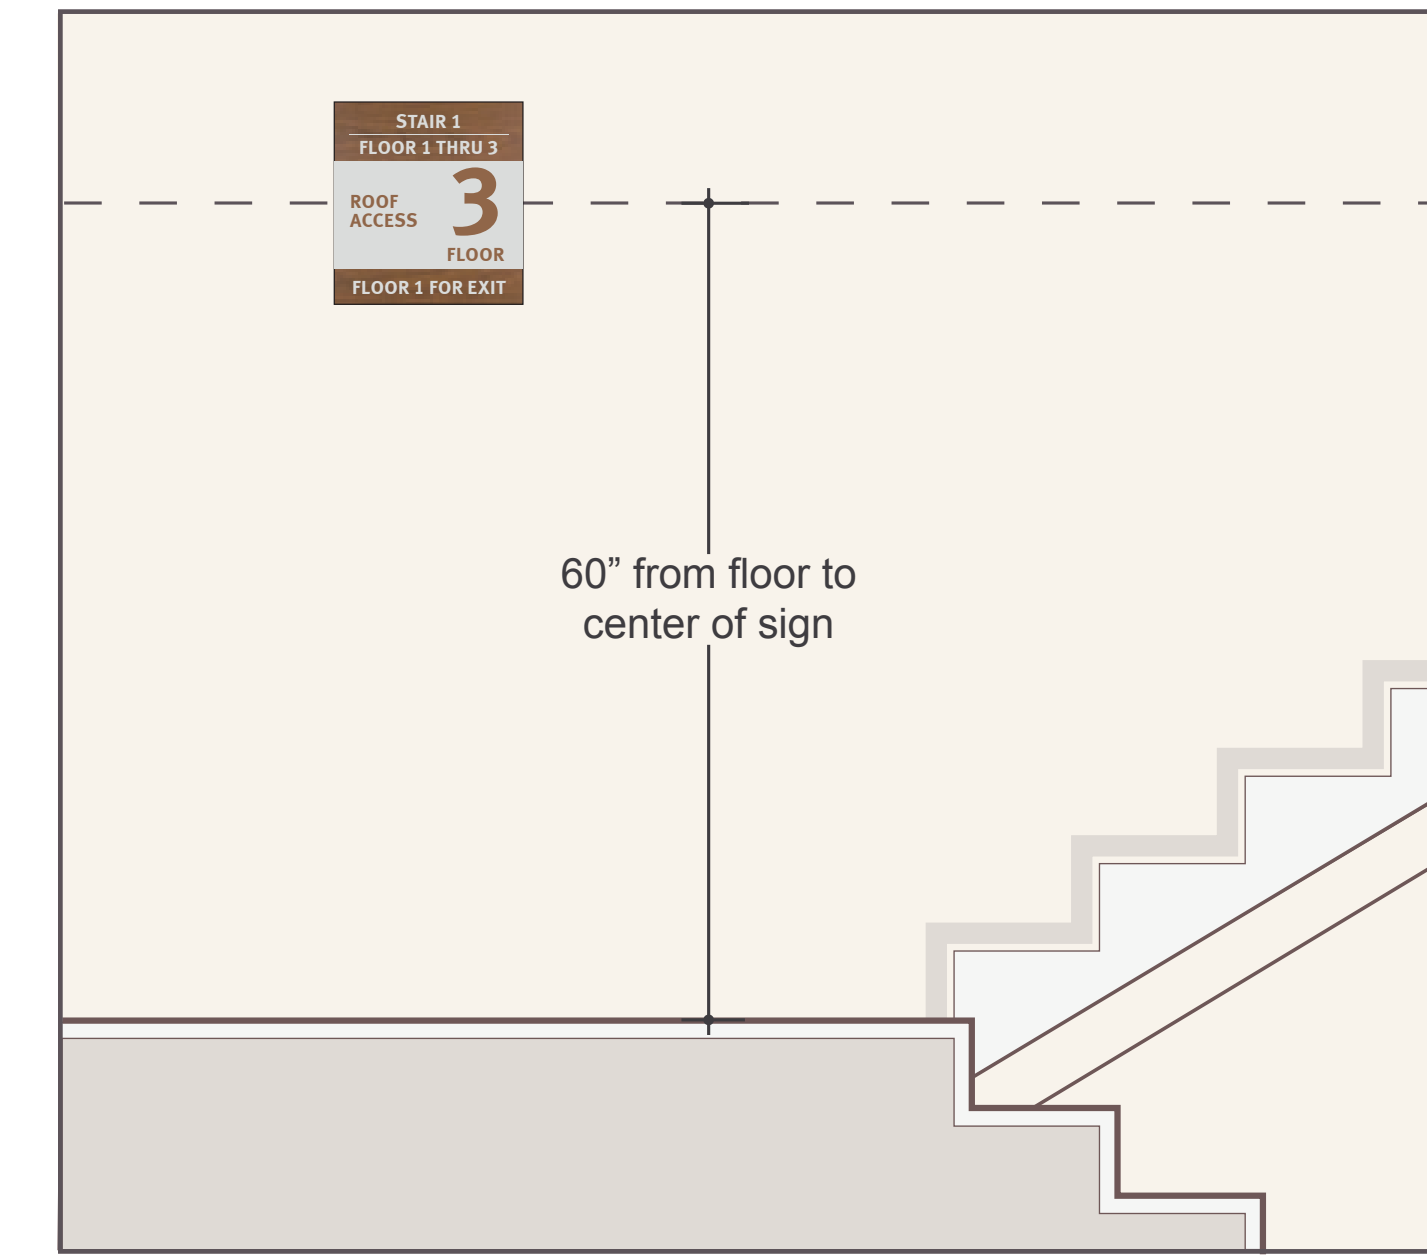 STAIR 1
FLOOR 1 THRU 3
ROOF
ACCESS
3
FLOOR
FLOOR 1 FOR EXIT
60” from floor to
center of sign